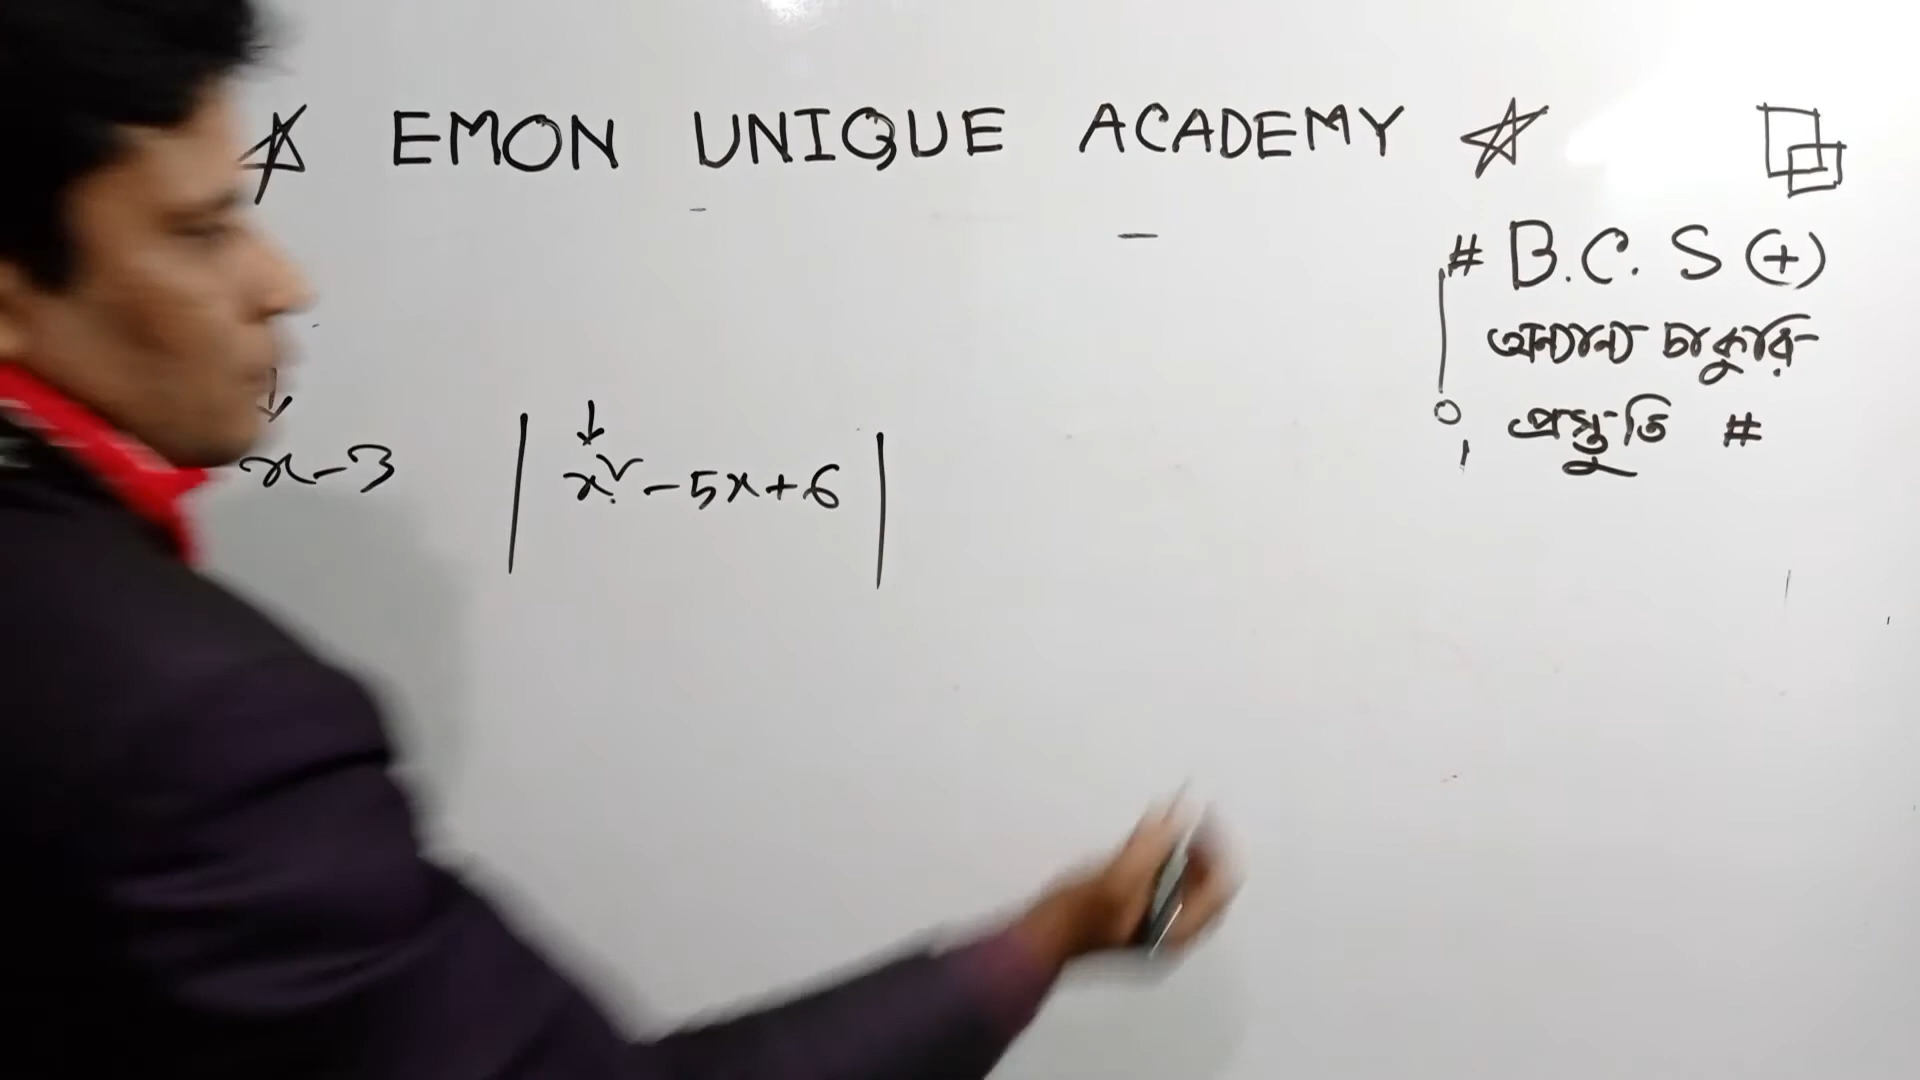 EMON UNIQUE ACADEMY
# B.C.S (+)
অন্যান্য চাকুরি
প্রস্তুতি #
x-3 | x² -5x+6 |